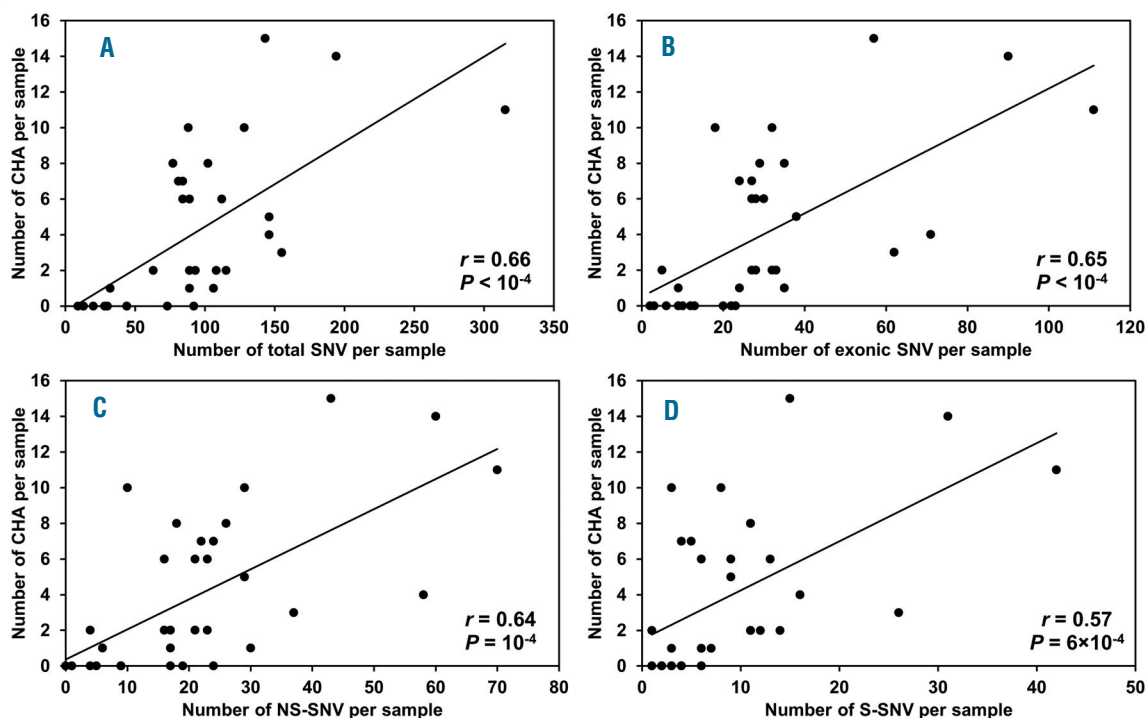 A
Number of CHA per sample
16
14
12
10
8
6
4
2
0
0 50 100 150 200 250 300 350
Number of total SNV per sample
r = 0.66
P < 10-4
B
Number of CHA per sample
16
14
12
10
8
6
4
2
0
0 20 40 60 80 100 120
Number of exonic SNV per sample
r = 0.65
P < 10-4
C
Number of CHA per sample
16
14
12
10
8
6
4
2
0
0 10 20 30 40 50 60 70 80
Number of NS-SNV per sample
r = 0.64
P = 10-4
D
Number of CHA per sample
16
14
12
10
8
6
4
2
0
0 10 20 30 40 50
Number of S-SNV per sample
r = 0.57
P = 6×10-4